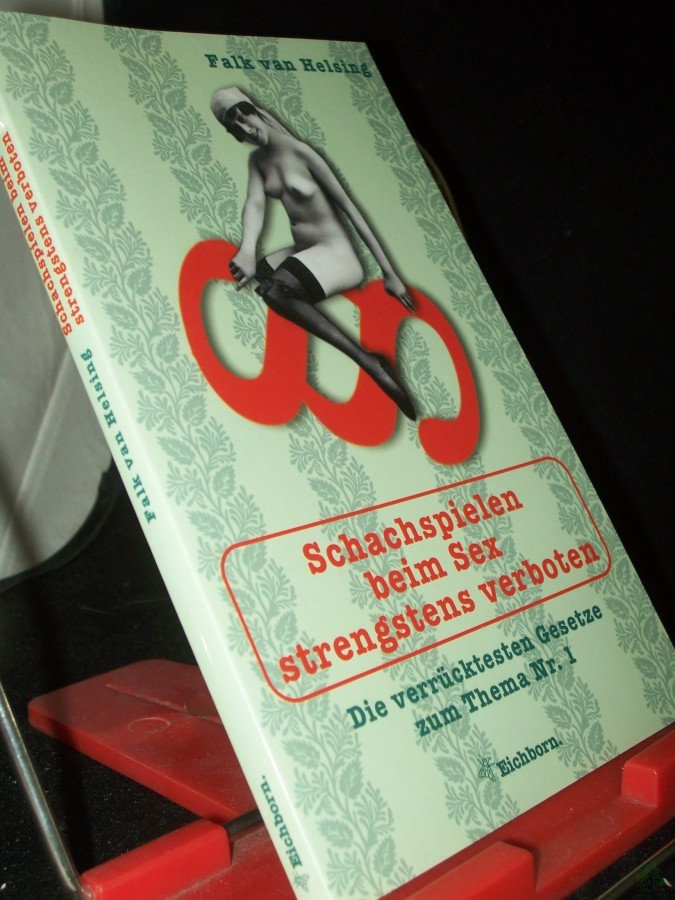 Falk van Helsing
Schachspielen
beim Sex
strengstens verboten
Die verrücktesten Gesetze
zum Thema Nr. 1
Eichborn.
Schachspielen beim
strengstens verboten
Falk van Helsing
Eichborn.